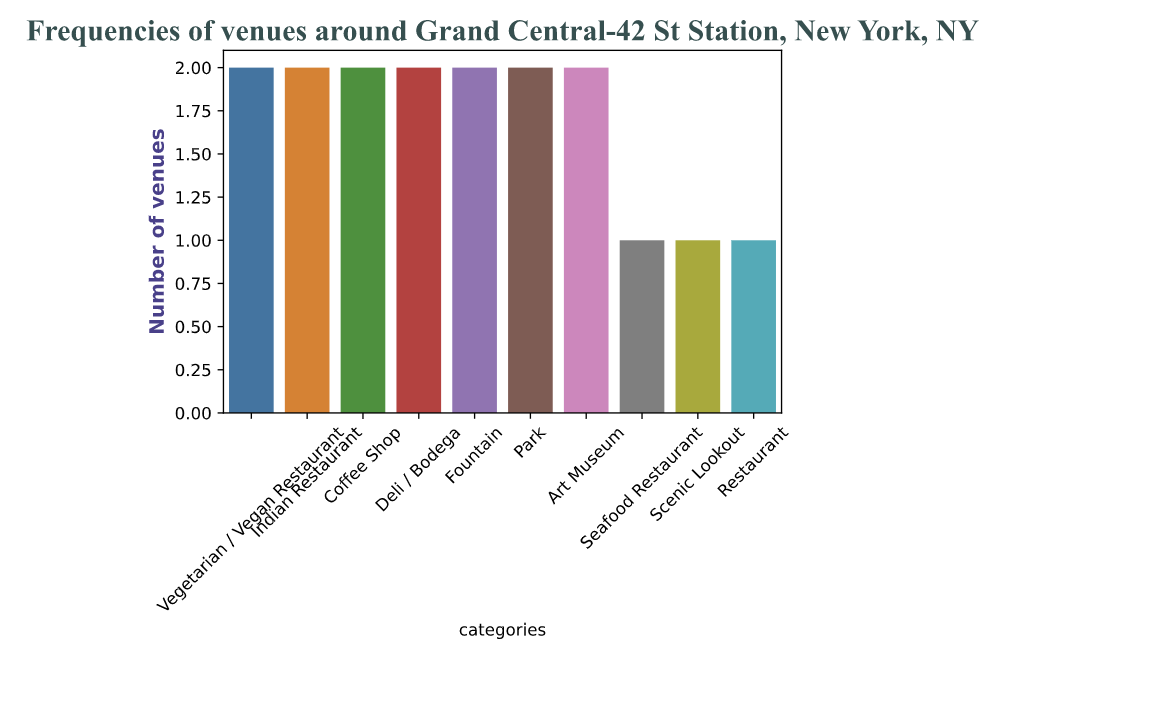 Frequencies of venues around Grand Central-42 St Station, New York, NY
Number of venues
2.00
1.75
1.50
1.25
1.00
0.75
0.50
0.25
0.00
Vegetarian / Vegan Restaurant
Indian Restaurant
Coffee Shop
Deli / Bodega
Fountain
Park
Art Museum
Seafood Restaurant
Scenic Lookout
Restaurant
categories